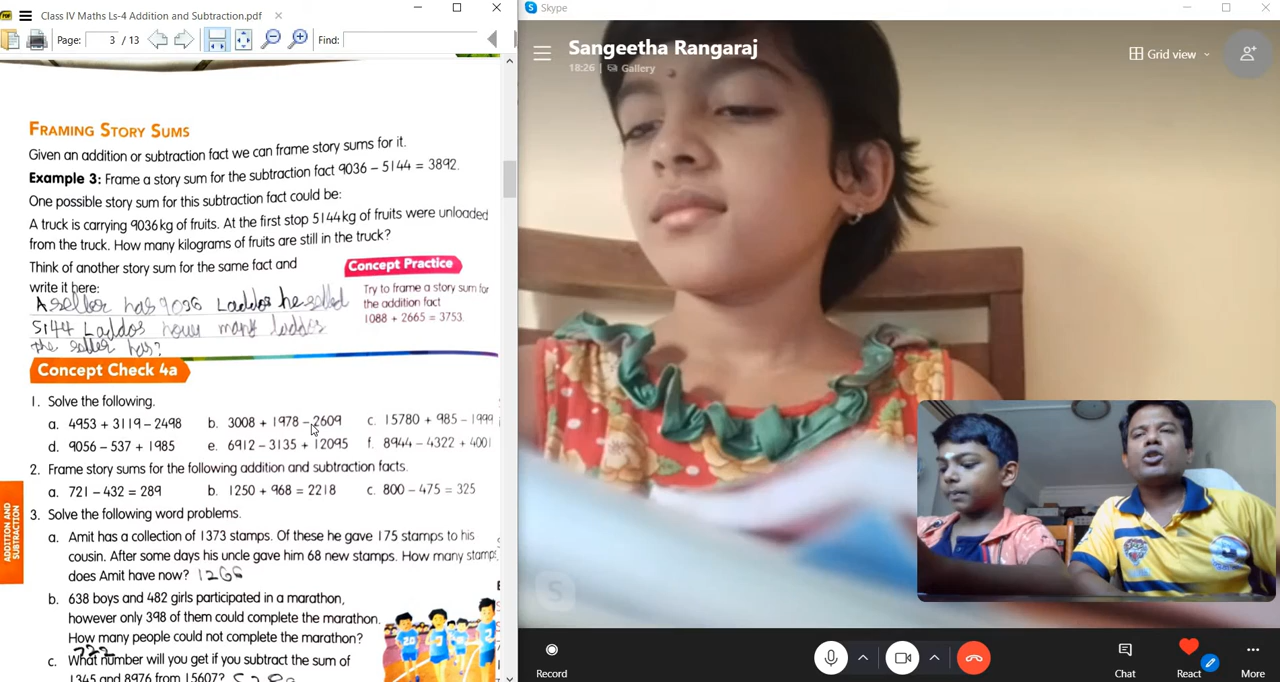 Class IV Maths Ls-4 Addition and Subtraction.pdf
Skype
Page: 3 / 13
Find:
Sangeetha Rangaraj
18:26 | Gallery
Grid view
FRAMING STORY SUMS
Given an addition or subtraction fact we can frame story sums for it.
Example 3: Frame a story sum for the subtraction fact 9036 – 5144 = 3892.
One possible story sum for this subtraction fact could be:
A truck is carrying 9036 kg of fruits. At the first stop 5144 kg of fruits were unloaded
from the truck. How many kilograms of fruits are still in the truck?
Think of another story sum for the same fact and
write it here:
A seller has 9036 Laddos he selled
5144 Laddos how many laddos
the seller has?
Concept Practice
Try to frame a story sum for
the addition fact
1088 + 2665 = 3753.
Concept Check 4a
1. Solve the following.
a. 4953 + 3119 – 2498 b. 3008 + 1978 – 2609 c. 15780 + 985 – 1999
d. 9056 – 537 + 1985 e. 6912 – 3135 + 12095 f. 8944 – 4322 + 4001
2. Frame story sums for the following addition and subtraction facts.
a. 721 – 432 = 289 b. 1250 + 968 = 2218 c. 800 – 475 = 325
3. Solve the following word problems.
a. Amit has a collection of 1373 stamps. Of these he gave 175 stamps to his
cousin. After some days his uncle gave him 68 new stamps. How many stamps
does Amit have now? 1266
b. 638 boys and 482 girls participated in a marathon,
however only 398 of them could complete the marathon.
How many people could not complete the marathon?
722
c. What number will you get if you subtract the sum of
1345 and 8976 from 15607?
ADDITION AND
SUBTRACTION
Record
Chat
React
More